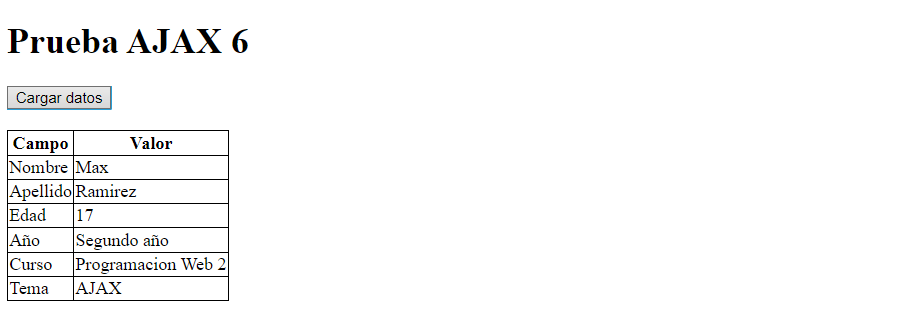 Prueba AJAX 6
Cargar datos
Campo Valor
Nombre Max
Apellido Ramirez
Edad 17
Año Segundo año
Curso Programacion Web 2
Tema AJAX